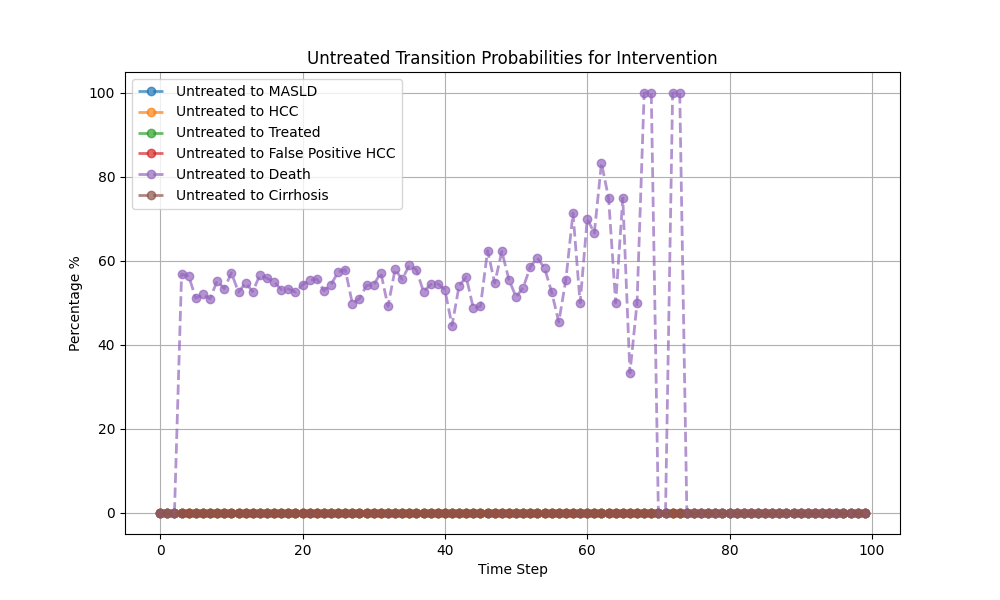 Untreated Transition Probabilities for Intervention
Untreated to MASLD
Untreated to HCC
Untreated to Treated
Untreated to False Positive HCC
Untreated to Death
Untreated to Cirrhosis
Percentage %
100
80
60
40
20
0
0 20 40 60 80 100
Time Step